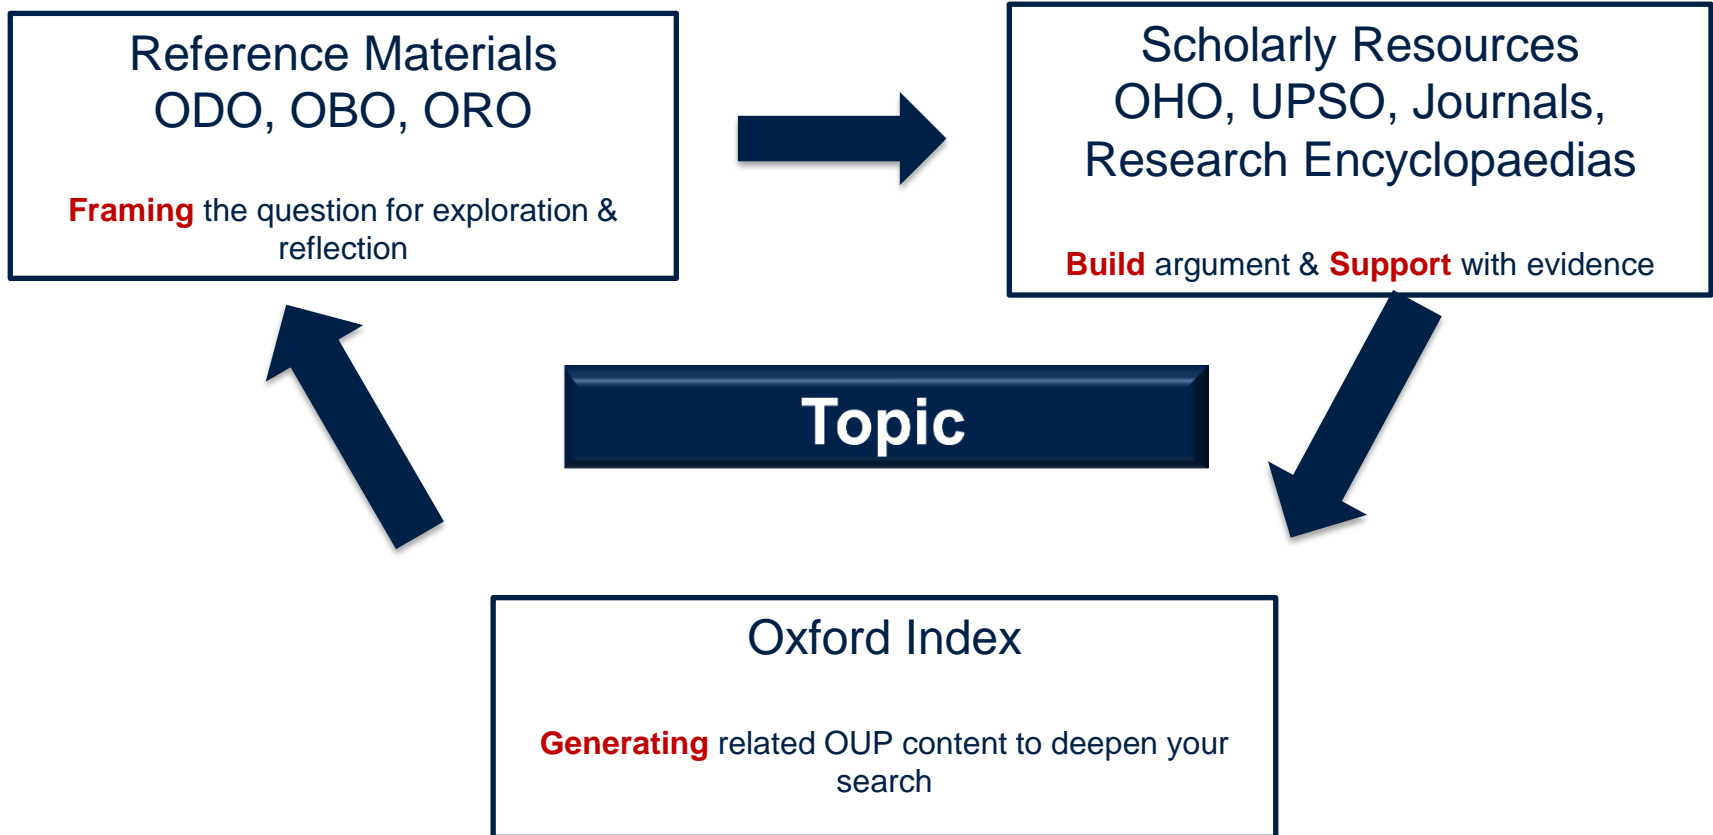 Reference Materials
ODO, OBO, ORO
Framing the question for exploration &
reflection
Scholarly Resources
OHO, UPSO, Journals,
Research Encyclopaedias
Build argument & Support with evidence
Topic
Oxford Index
Generating related OUP content to deepen your
search